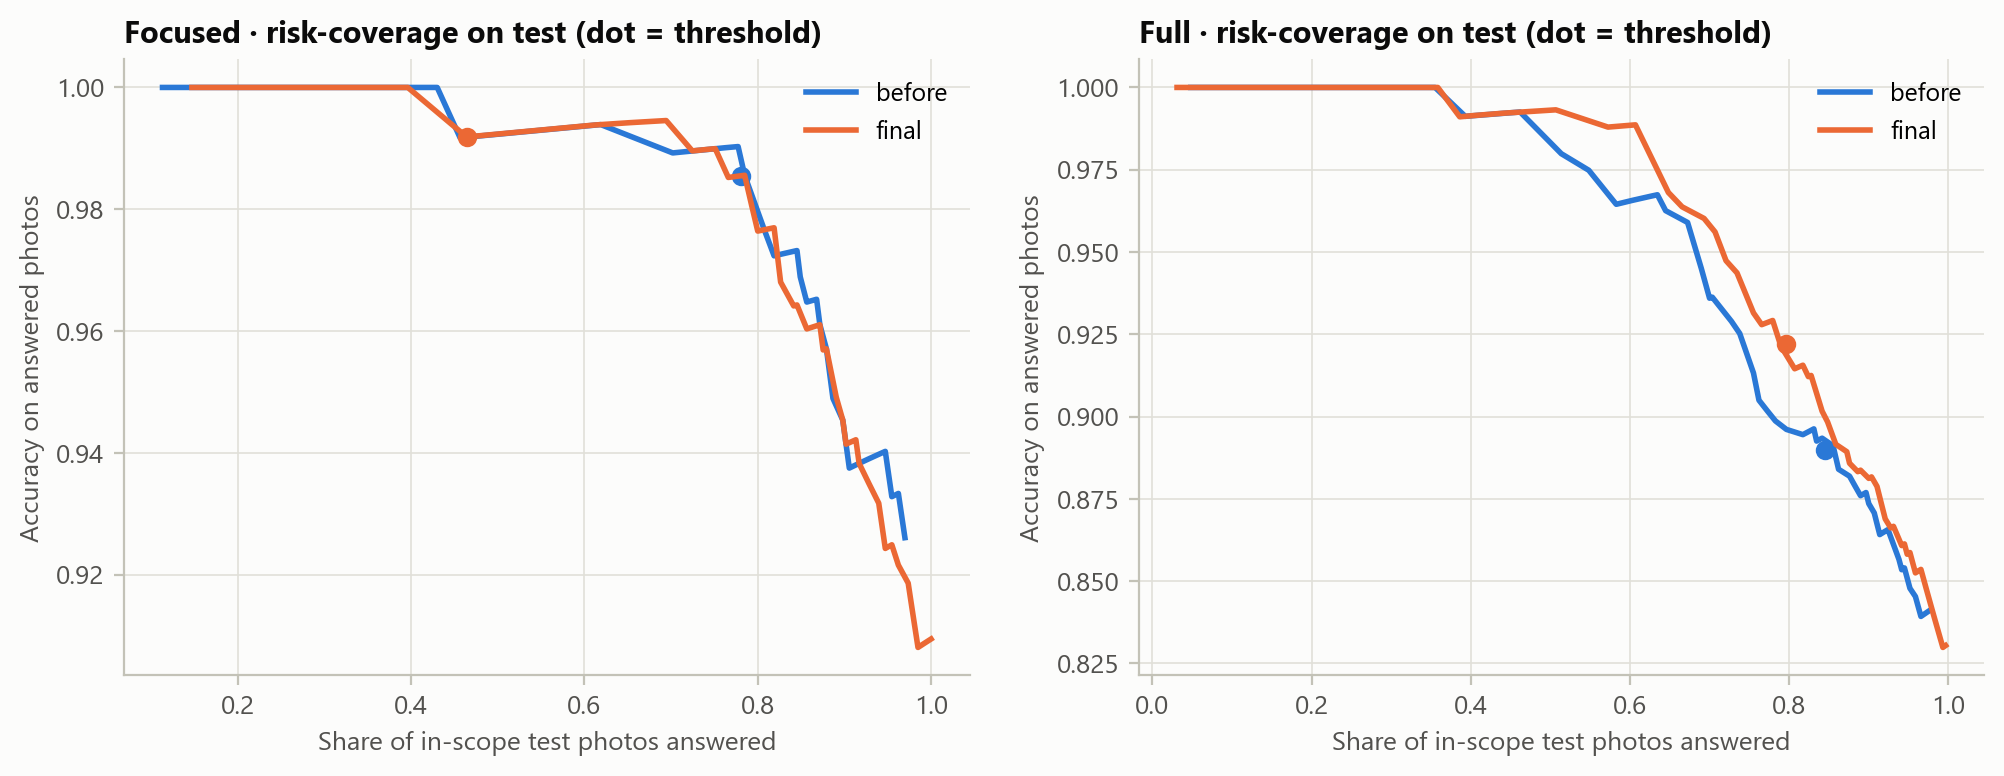 Focused · risk-coverage on test (dot = threshold)
before
final
1.00
0.98
0.96
0.94
0.92
Accuracy on answered photos
0.2
0.4
0.6
0.8
1.0
Share of in-scope test photos answered
Full · risk-coverage on test (dot = threshold)
before
final
1.000
0.975
0.950
0.925
0.900
0.875
0.850
0.825
Accuracy on answered photos
0.0
0.2
0.4
0.6
0.8
1.0
Share of in-scope test photos answered